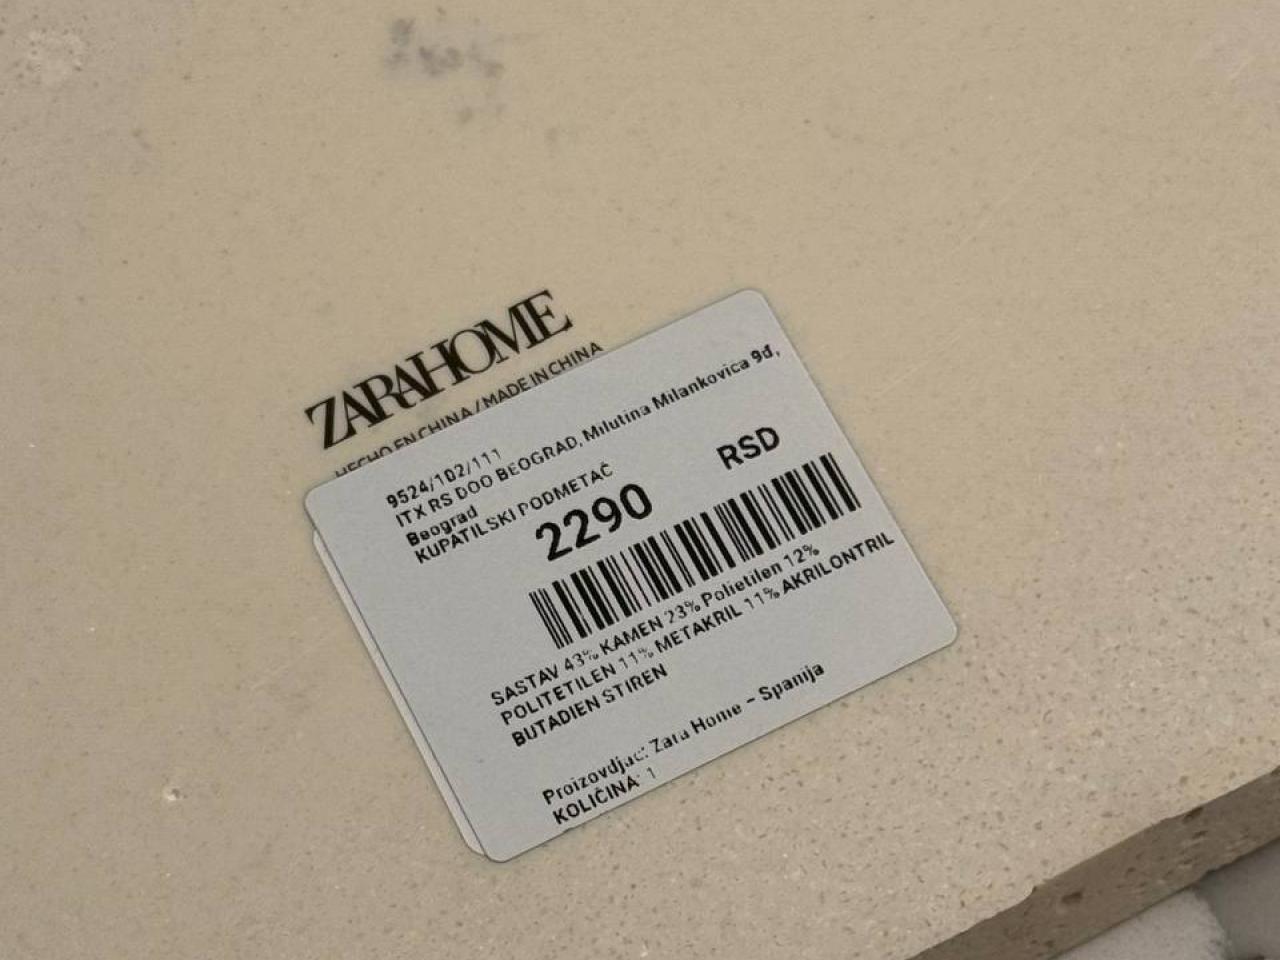 ZARAHOME
HECHO EN CHINA / MADE IN CHINA
9524/102/111
ITX RS DOO BEOGRAD, Milutina Milankovica 9d,
Beograd
KUPATILSKI PODMETAČ
2290 RSD
SASTAV 43% KAMEN 23% Polietilen 12%
POLITETILEN 11% METAKRIL 11% AKRILONTRIL
BUTADIEN STIREN
Proizovdjac: Zara Home - Spanija
KOLIČINA: 1